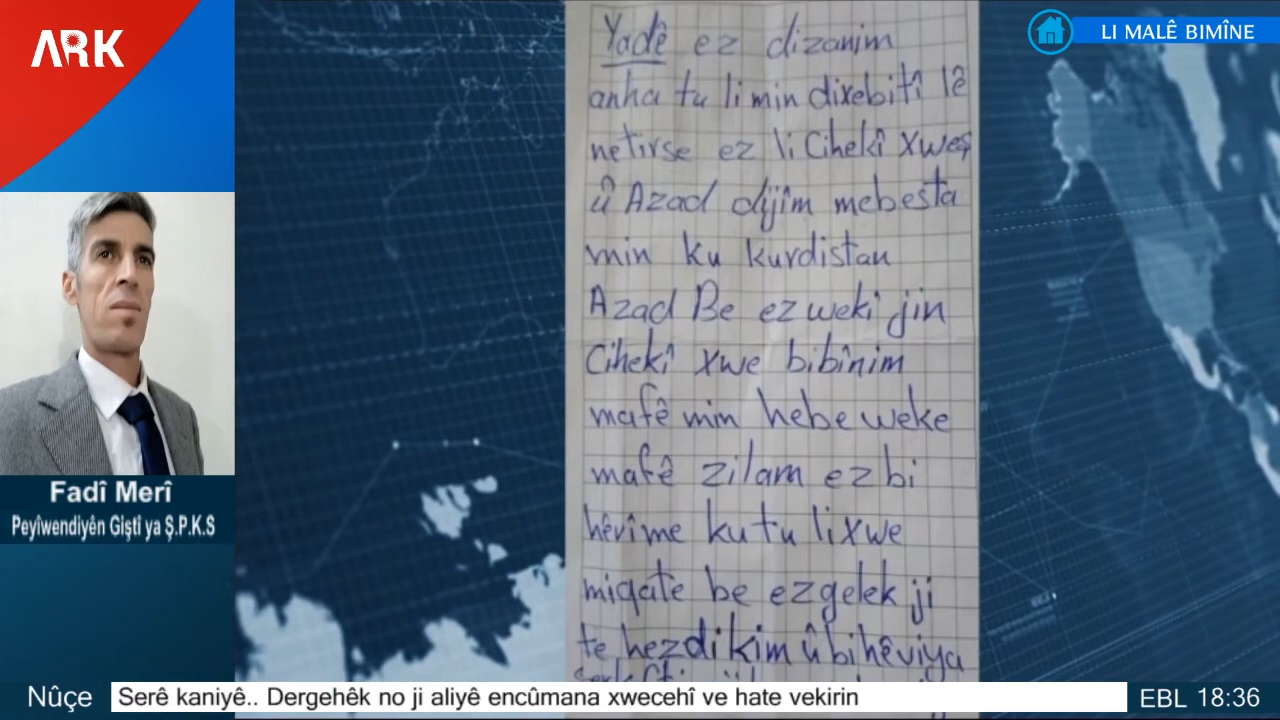 ARK
LI MALÊ BIMÎNE
Yadê ez dizanim
anha tu li min dixebitî lê
netirse ez li Cihekî xweş
û Azad dijîm mebesta
min ku kurdistan
Azad Be ez wekî jin
Cihekî xwe bibînim
mafê min hebe weke
mafê zilam ez bi
hêvîme ku tu li xwe
miqate be ez gelek ji
te hez dikim û bi hêviya
Fadî Merî
Peyîwendiyên Giştî ya Ş.P.K.S
Nûçe
Serê kaniyê.. Dergehêk no ji aliyê encûmana xwecehî ve hate vekirin
EBL 18:36